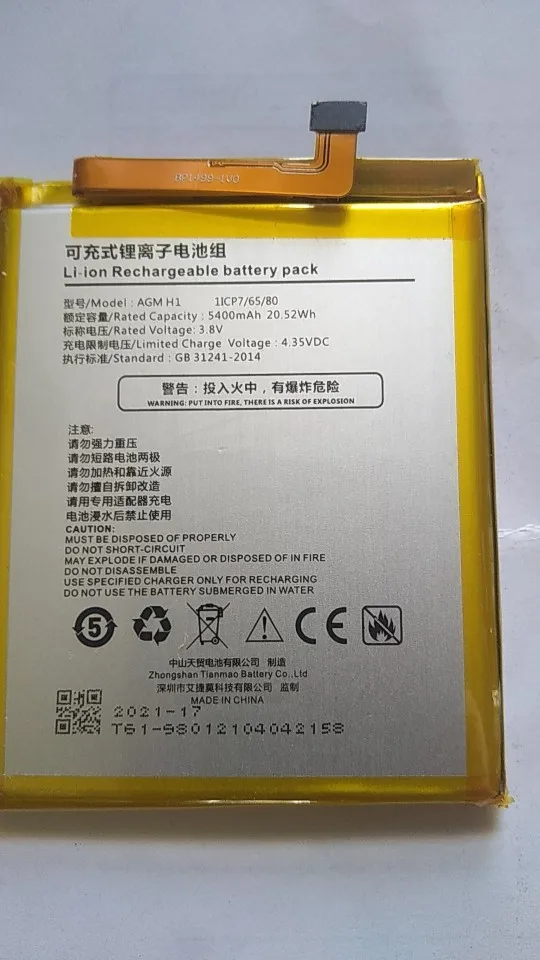 BP1499-1V0
可充式锂离子电池组
Li-ion Rechargeable battery pack
型号/Model : AGM H1 1ICP7/65/80
额定容量/Rated Capacity : 5400mAh 20.52Wh
标称电压/Rated Voltage: 3.8V
充电限制电压/Limited Charge Voltage : 4.35VDC
执行标准/Standard : GB 31241-2014
警告：投入火中，有爆炸危险
WARNING: PUT INTO FIRE, THERE IS A RISK OF EXPLOSION
注意:
请勿强力重压
请勿短路电池两极
请勿加热和靠近火源
请勿擅自拆卸改造
请用专用适配器充电
电池浸水后禁止使用
CAUTION:
MUST BE DISPOSED OF PROPERLY
DO NOT SHORT-CIRCUIT
MAY EXPLODE IF DAMAGED OR DISPOSED OF IN FIRE
DO NOT DISASSEMBLE
USE SPECIFIED CHARGER ONLY FOR RECHARGING
DO NOT USE THE BATTERY SUBMERGED IN WATER
5
CE
中山天贸电池有限公司 制造
Zhongshan Tianmao Battery Co.,Ltd
深圳市艾捷莫科技有限公司 监制
MADE IN CHINA
2021-17
T61-S8012104042158